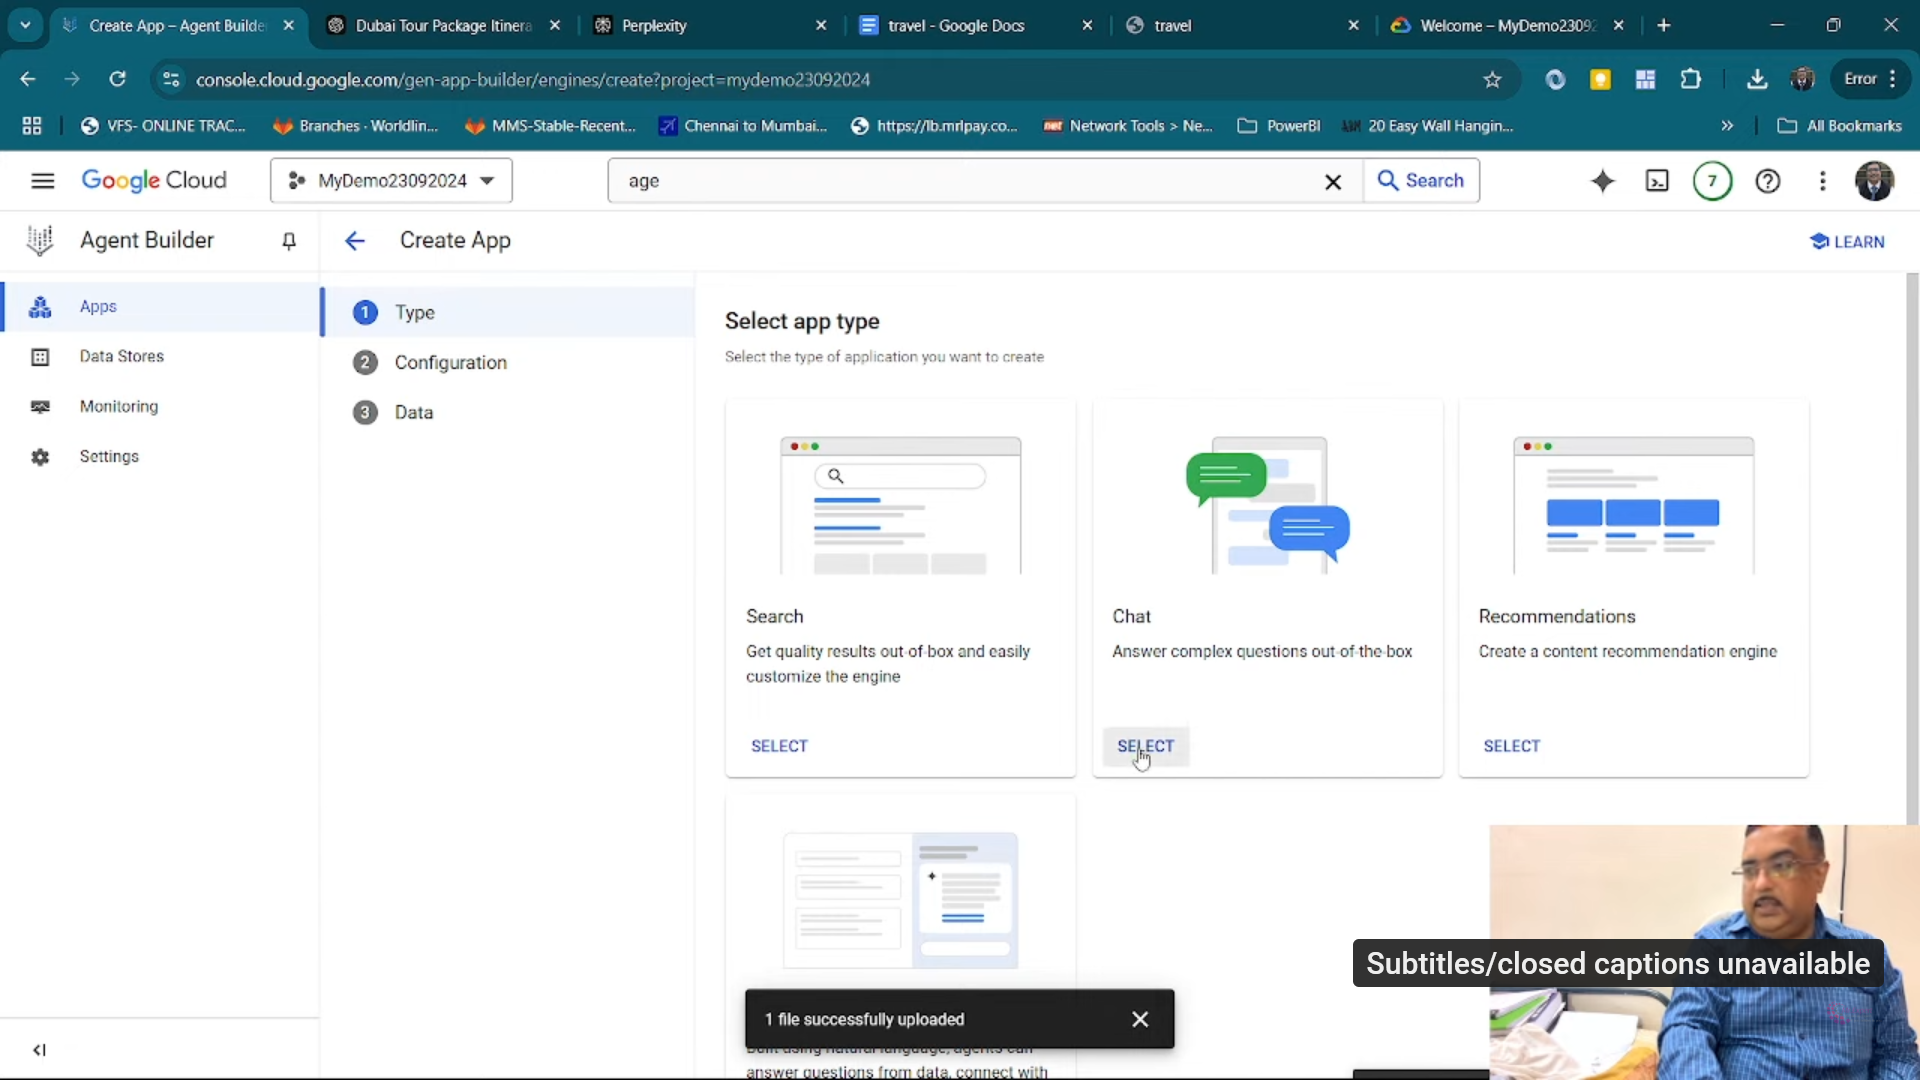 Create App – Agent Builde
Dubai Tour Package Itinera
Perplexity
travel - Google Docs
travel
Welcome – MyDemo2309
console.cloud.google.com/gen-app-builder/engines/create?project=mydemo23092024
Error
VFS- ONLINE TRAC...
Branches · Worldlin...
MMS-Stable-Recent...
Chennai to Mumbai...
https://lb.mrlpay.co...
Network Tools > Ne...
PowerBI
20 Easy Wall Hangin...
All Bookmarks
Google Cloud
MyDemo23092024
age
Search
7
Agent Builder
Create App
LEARN
Apps
Data Stores
Monitoring
Settings
1 Type
2 Configuration
3 Data
Select app type
Select the type of application you want to create
Search
Get quality results out-of-box and easily
customize the engine
SELECT
Chat
Answer complex questions out-of-the-box
SELECT
Recommendations
Create a content recommendation engine
SELECT
1 file successfully uploaded
Built using natural language, agents can
answer questions from data, connect with
Subtitles/closed captions unavailable